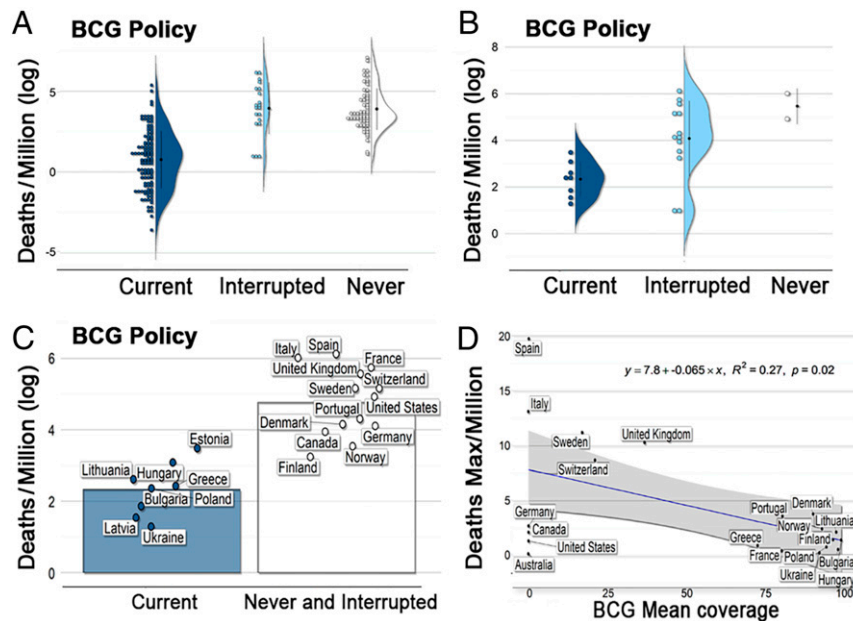 A
BCG Policy
Deaths/Million (log)
5
0
-5
Current Interrupted Never
B
BCG Policy
Deaths/Million (log)
8
6
4
2
0
Current Interrupted Never
C
BCG Policy
Deaths/Million (log)
6
4
2
0
Italy
Spain
France
United Kingdom
Switzerland
Sweden
Portugal
United States
Denmark
Canada
Germany
Norway
Finland
Estonia
Lithuania
Hungary
Greece
Bulgaria
Poland
Latvia
Ukraine
Current Never and Interrupted
D
Deaths Max/Million
20
15
10
5
0
y = 7.8 + -0.065 × x, R² = 0.27, p = 0.02
Spain
Italy
Sweden
United Kingdom
Switzerland
Germany
Canada
United States
Australia
Portugal
Denmark
Norway
Lithuania
Greece
Finland
France
Poland
Bulgaria
Ukraine
Hungary
0 25 50 75 100
BCG Mean coverage